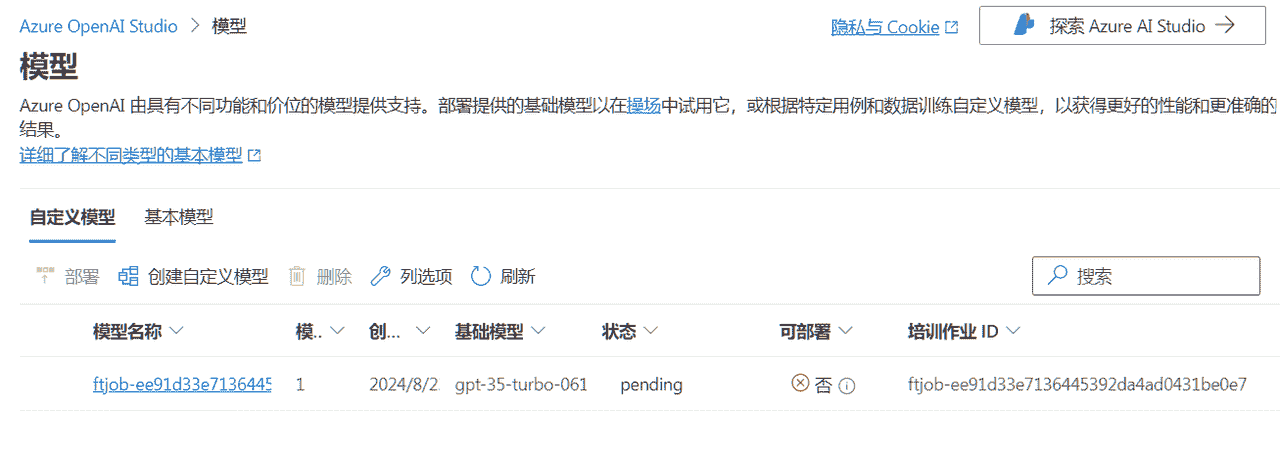 Azure OpenAI Studio > 模型
隐私与 Cookie
探索 Azure AI Studio
模型
Azure OpenAI 由具有不同功能和价位的模型提供支持。部署提供的基础模型以在操场中试用它，或根据特定用例和数据训练自定义模型，以获得更好的性能和更准确的
结果。
详细了解不同类型的基本模型
自定义模型 基本模型
部署 创建自定义模型 删除 列选项 刷新 搜索
模型名称 模.. 创... 基础模型 状态 可部署 培训作业 ID
ftjob-ee91d33e7136445 1 2024/8/2 gpt-35-turbo-061 pending 否 ftjob-ee91d33e7136445392da4ad0431be0e7